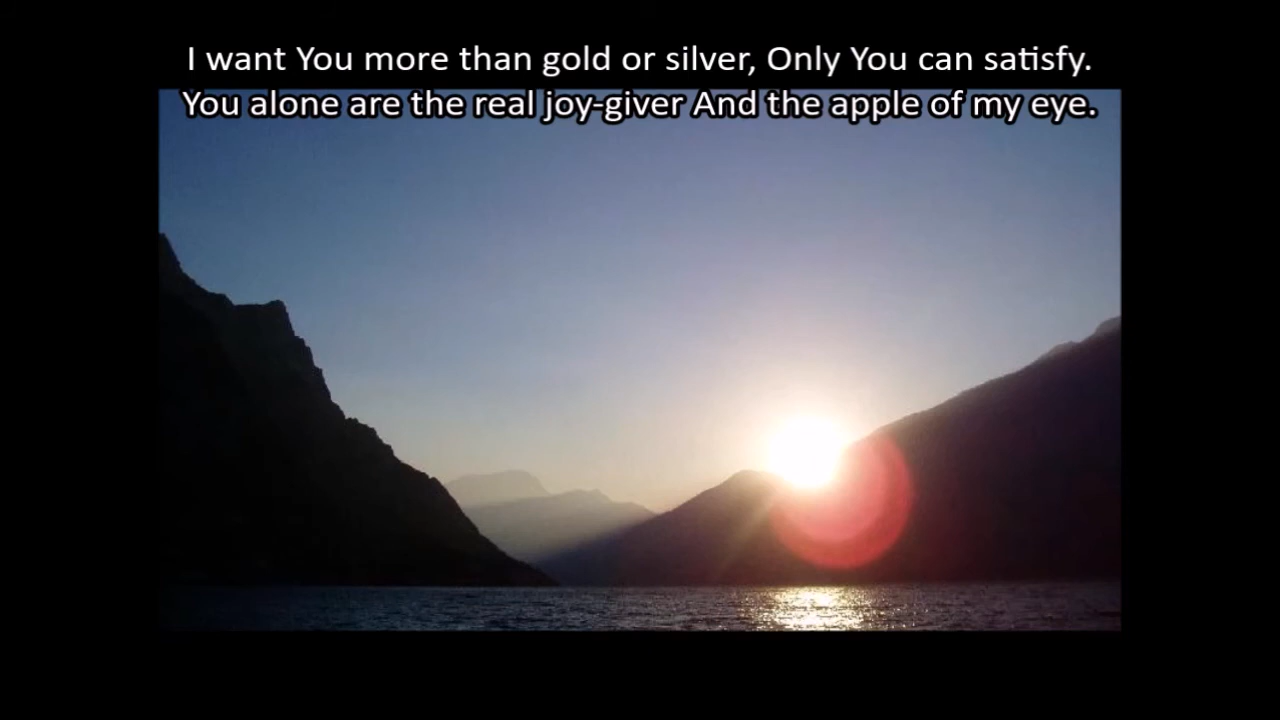 I want You more than gold or silver, Only You can satisfy.
You alone are the real joy-giver And the apple of my eye.